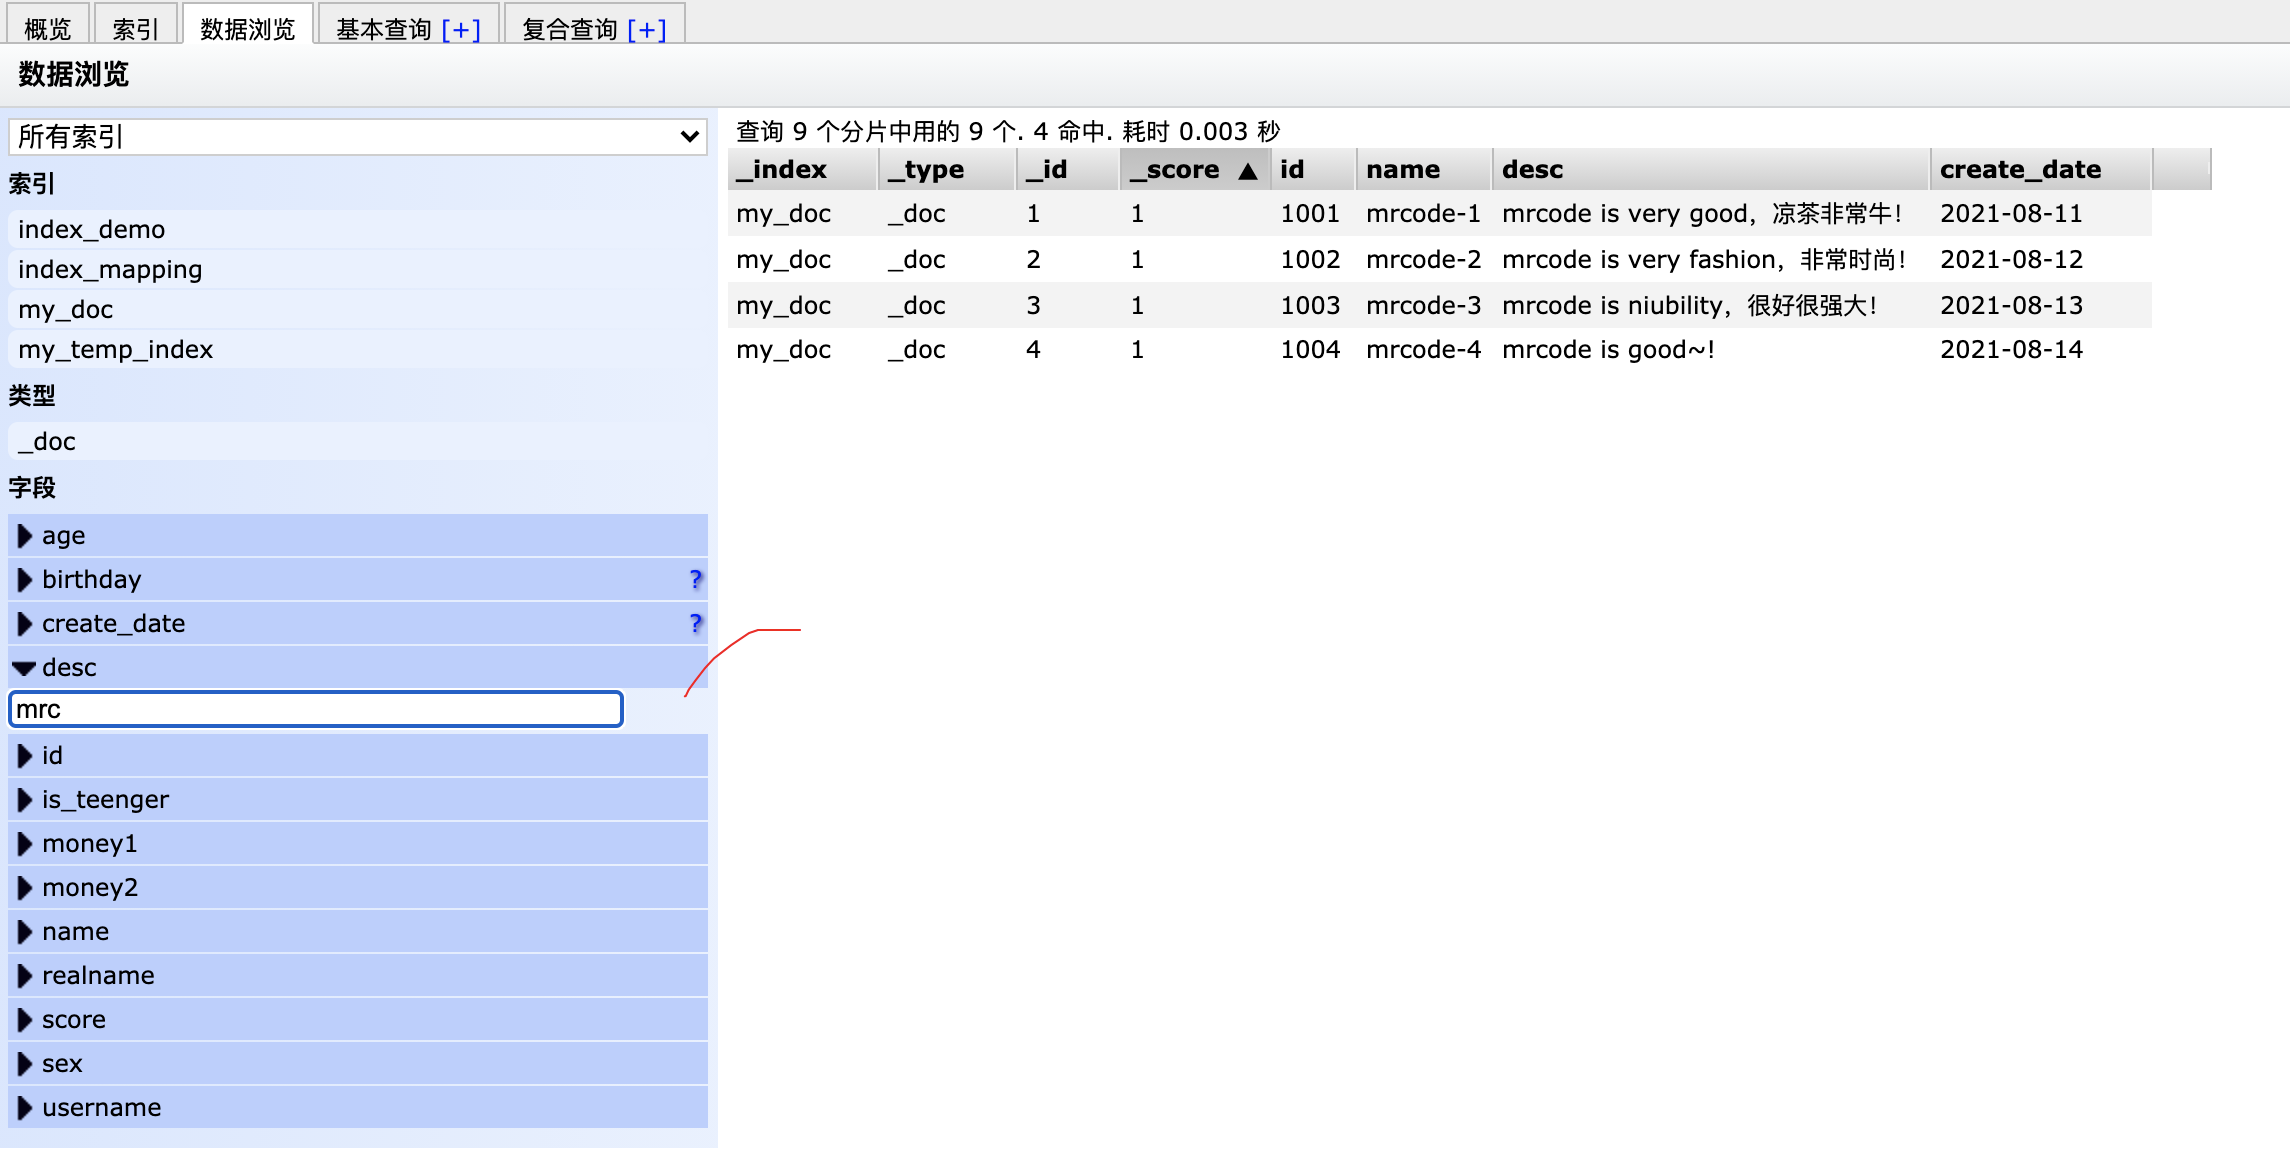 概览 索引 数据浏览 基本查询 [+] 复合查询 [+]
数据浏览
所有索引
索引
index_demo
index_mapping
my_doc
my_temp_index
类型
_doc
字段
age
birthday ?
create_date ?
desc
mrc
id
is_teenger
money1
money2
name
realname
score
sex
username
查询 9 个分片中用的 9 个. 4 命中. 耗时 0.003 秒
_index _type _id _score ▲ id name desc create_date
my_doc _doc 1 1 1001 mrcode-1 mrcode is very good，凉茶非常牛！ 2021-08-11
my_doc _doc 2 1 1002 mrcode-2 mrcode is very fashion，非常时尚！ 2021-08-12
my_doc _doc 3 1 1003 mrcode-3 mrcode is niubility，很好很强大！ 2021-08-13
my_doc _doc 4 1 1004 mrcode-4 mrcode is good~！ 2021-08-14